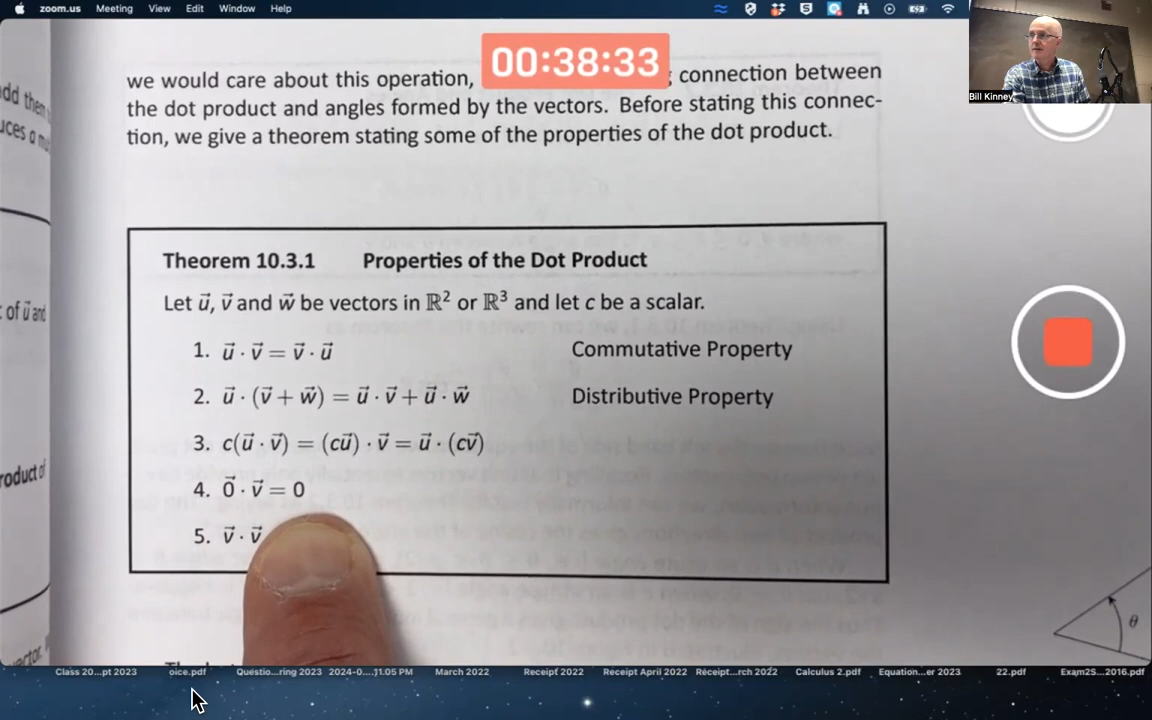 zoom.us Meeting View Edit Window Help
00:38:33
Bill Kinney
we would care about this operation, connection between
the dot product and angles formed by the vectors. Before stating this connec-
tion, we give a theorem stating some of the properties of the dot product.
Theorem 10.3.1 Properties of the Dot Product
Let u⃗, v⃗ and w⃗ be vectors in ℝ² or ℝ³ and let c be a scalar.
1. u⃗ · v⃗ = v⃗ · u⃗ Commutative Property
2. u⃗ · (v⃗ + w⃗) = u⃗ · v⃗ + u⃗ · w⃗ Distributive Property
3. c(u⃗ · v⃗) = (cu⃗) · v⃗ = u⃗ · (cv⃗)
4. 0⃗ · v⃗ = 0
5. v⃗ · v⃗
θ
add them
of u⃗ and
Class 20...pt 2023 oice.pdf Questio...ring 2023 2024-0....11.05 PM March 2022 Receipt 2022 Receipt April 2022 Receipt...rch 2022 Calculus 2.pdf Equation...er 2023 22.pdf Exam2S...2016.pdf